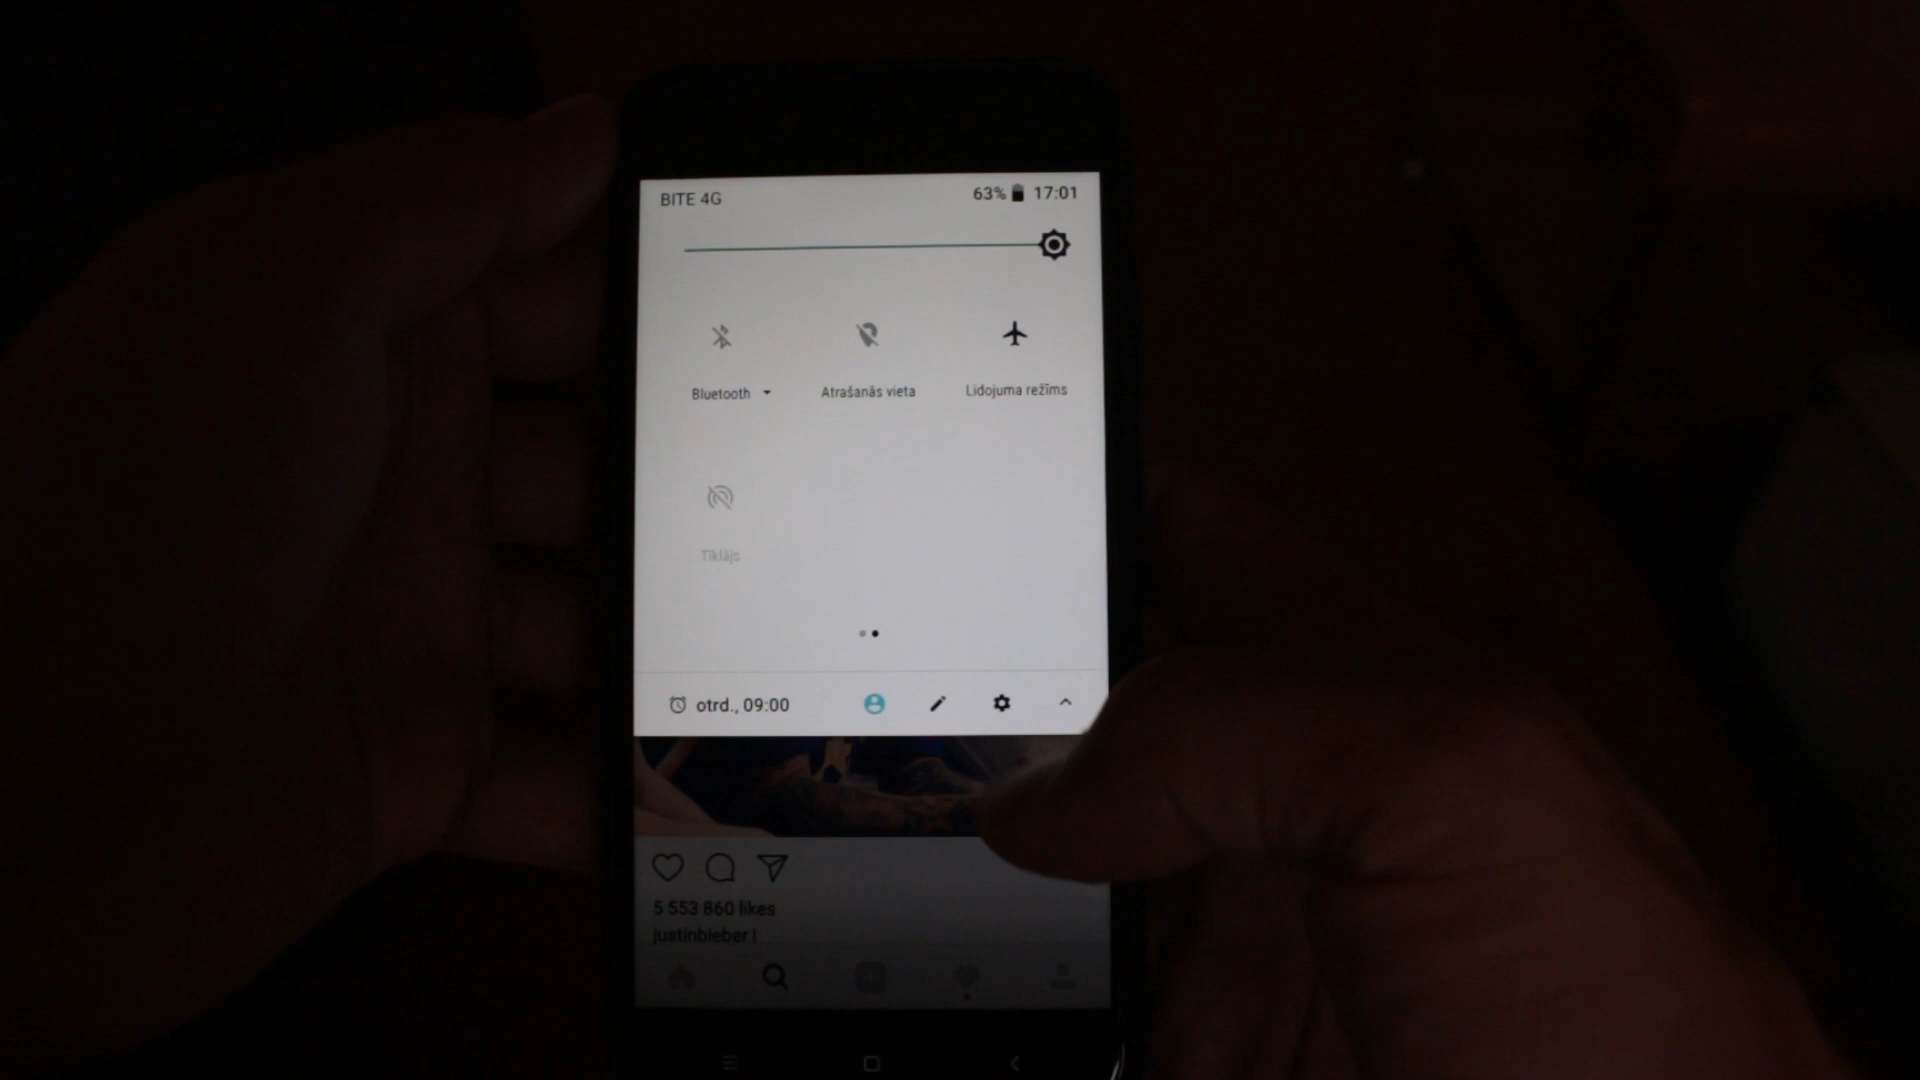 BITE 4G 63% 17:01
Bluetooth Atrašanās vieta Lidojuma režīms
Tīklājs
otrd., 09:00
5 553 860 likes
justinbieber I